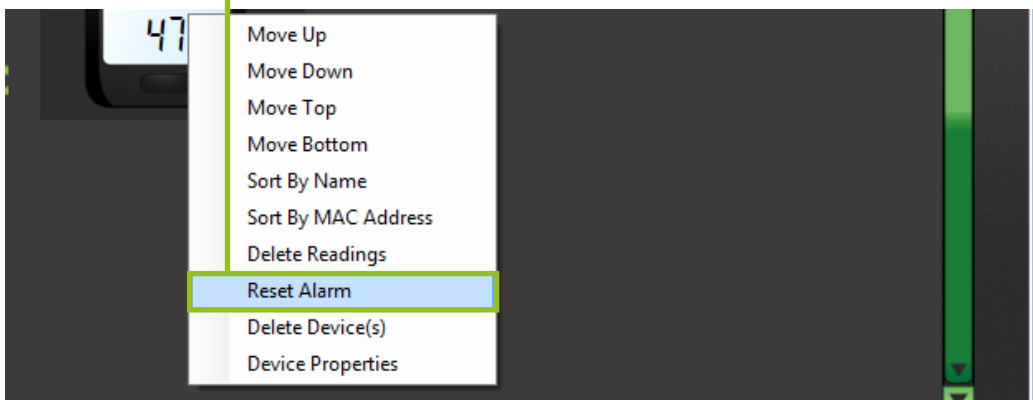 47
Move Up
Move Down
Move Top
Move Bottom
Sort By Name
Sort By MAC Address
Delete Readings
Reset Alarm
Delete Device(s)
Device Properties